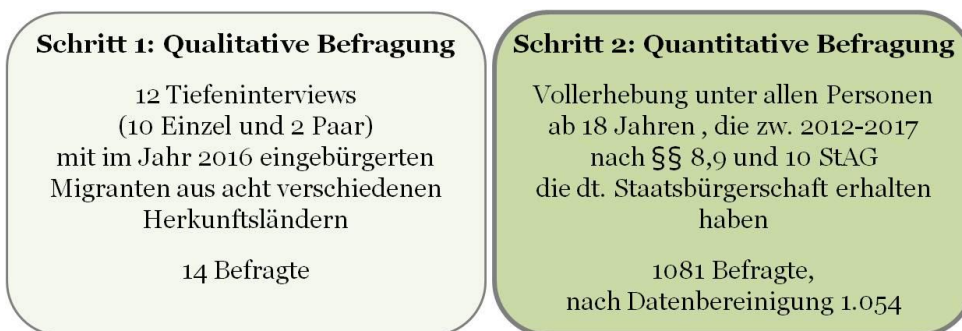 Schritt 1: Qualitative Befragung
12 Tiefeninterviews
(10 Einzel und 2 Paar)
mit im Jahr 2016 eingebürgerten
Migranten aus acht verschiedenen
Herkunftsländern
14 Befragte
Schritt 2: Quantitative Befragung
Vollerhebung unter allen Personen
ab 18 Jahren , die zw. 2012-2017
nach §§ 8,9 und 10 StAG
die dt. Staatsbürgerschaft erhalten
haben
1081 Befragte,
nach Datenbereinigung 1.054